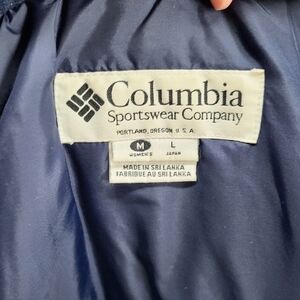 Columbia
Sportswear Company
PORTLAND, OREGON U.S.A.
M L
WOMEN'S JAPAN
MADE IN SRI LANKA
FABRIQUE AU SRI LANKA